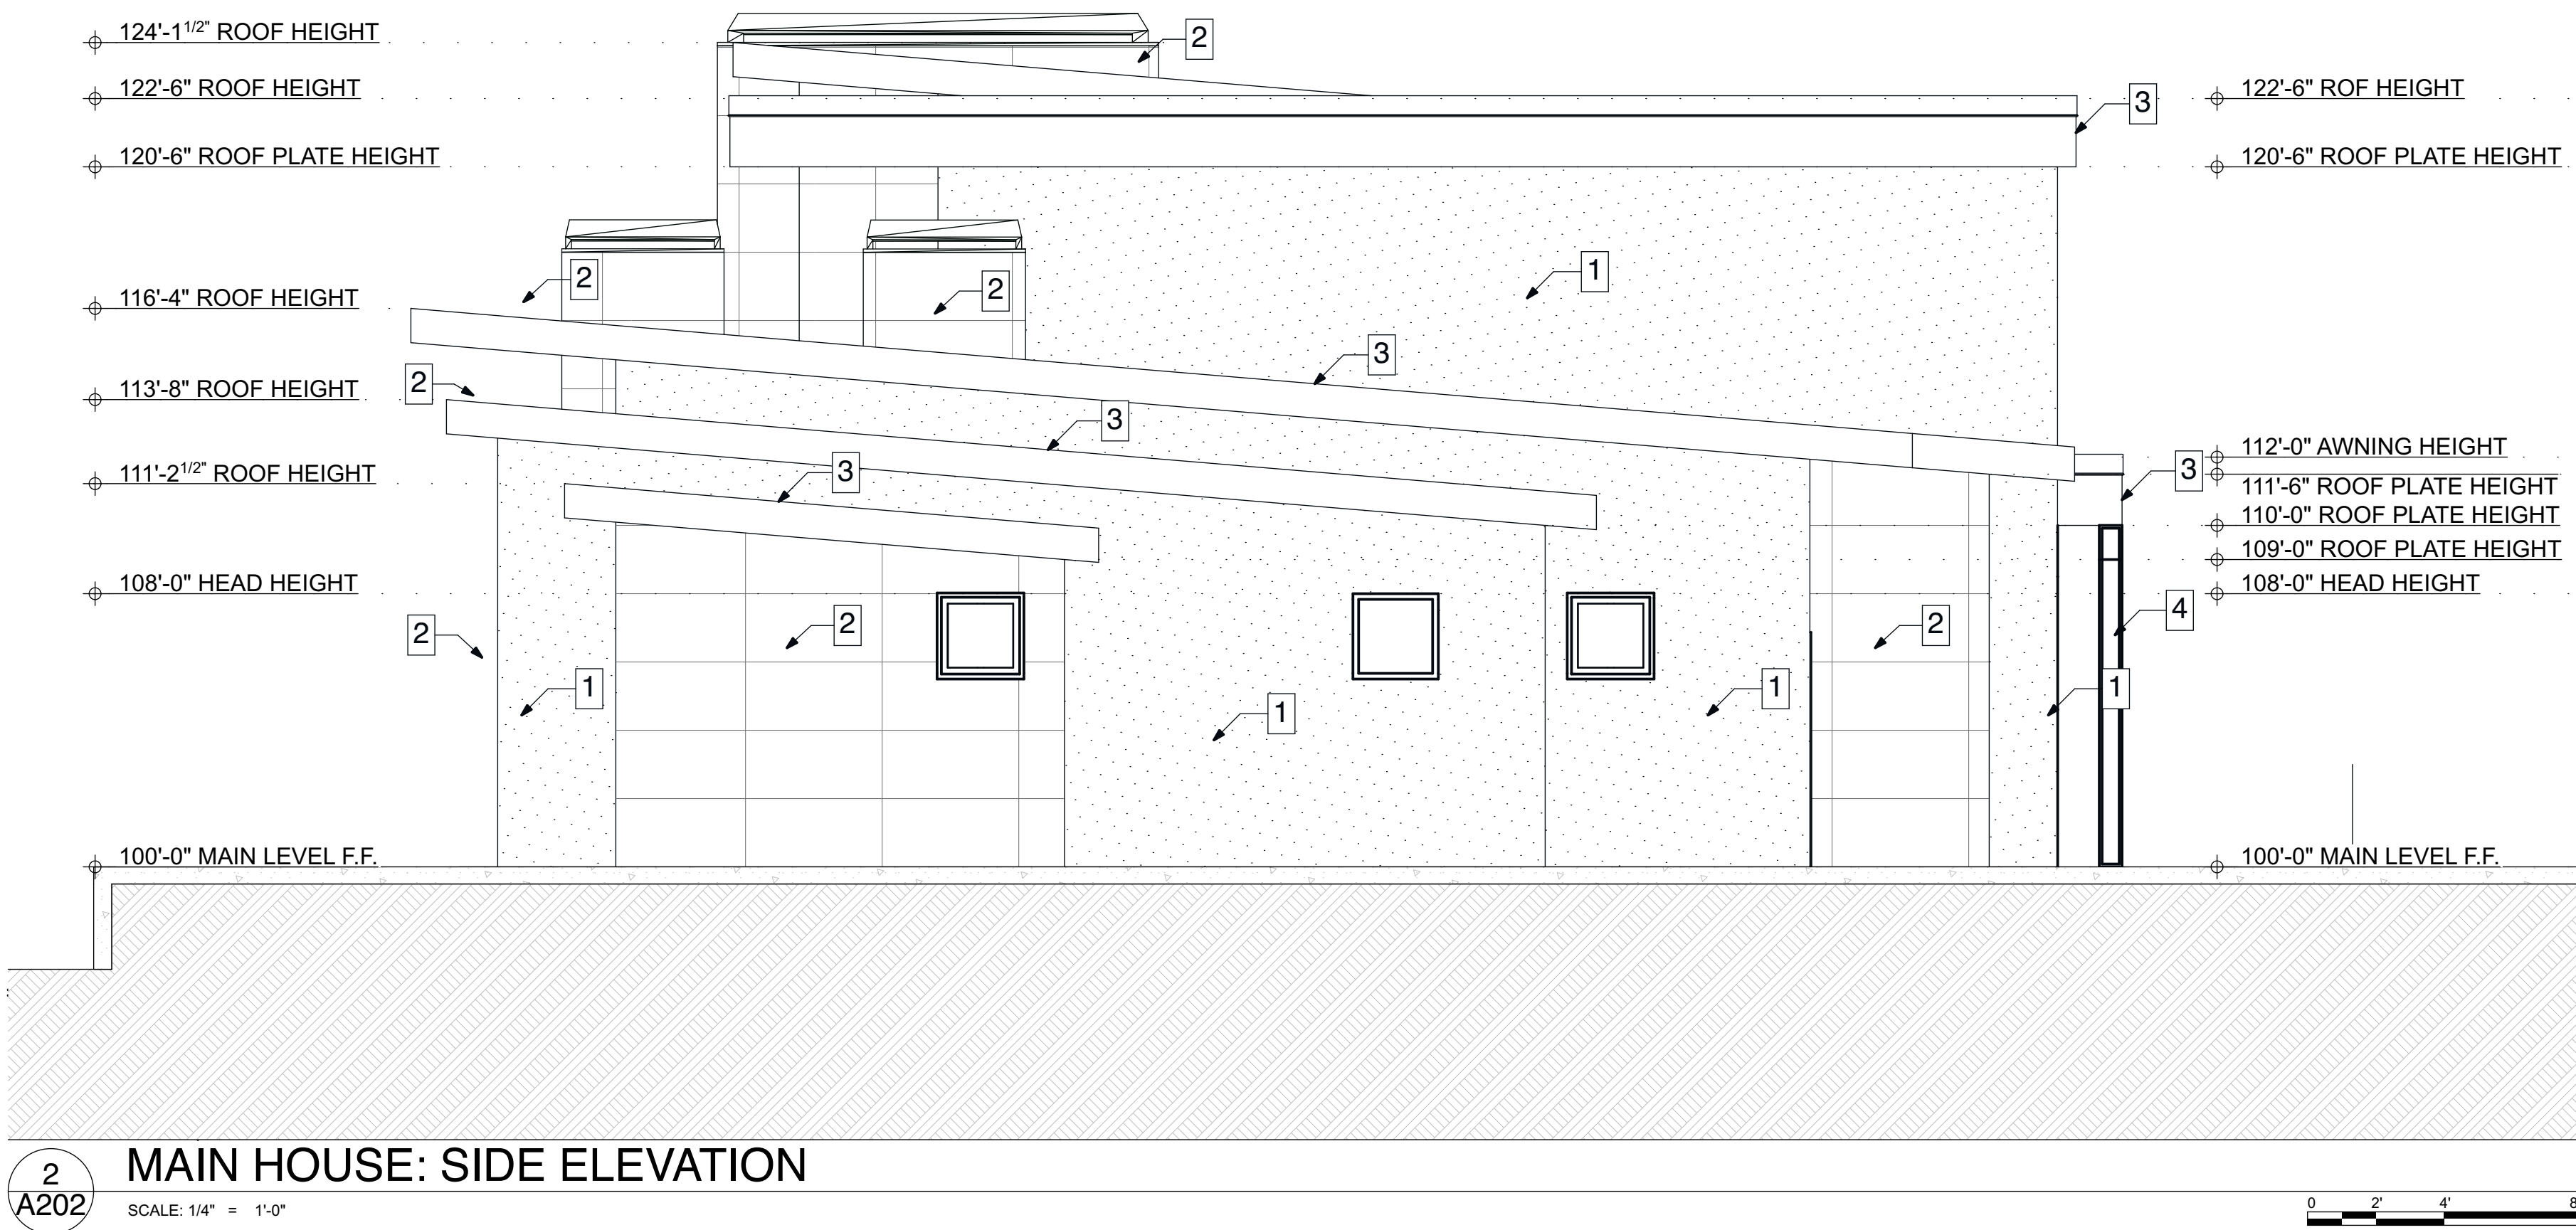 124'-1 1/2" ROOF HEIGHT
2
122'-6" ROOF HEIGHT
122'-6" ROF HEIGHT
3
120'-6" ROOF PLATE HEIGHT
120'-6" ROOF PLATE HEIGHT
2
2
1
116'-4" ROOF HEIGHT
3
113'-8" ROOF HEIGHT
2
3
112'-0" AWNING HEIGHT
111'-2 1/2" ROOF HEIGHT
3
3
111'-6" ROOF PLATE HEIGHT
110'-0" ROOF PLATE HEIGHT
109'-0" ROOF PLATE HEIGHT
108'-0" HEAD HEIGHT
108'-0" HEAD HEIGHT
2
2
2
4
1
1
1
1
100'-0" MAIN LEVEL F.F.
100'-0" MAIN LEVEL F.F.
2
A202
MAIN HOUSE: SIDE ELEVATION
SCALE: 1/4" = 1'-0"
0 2' 4' 8